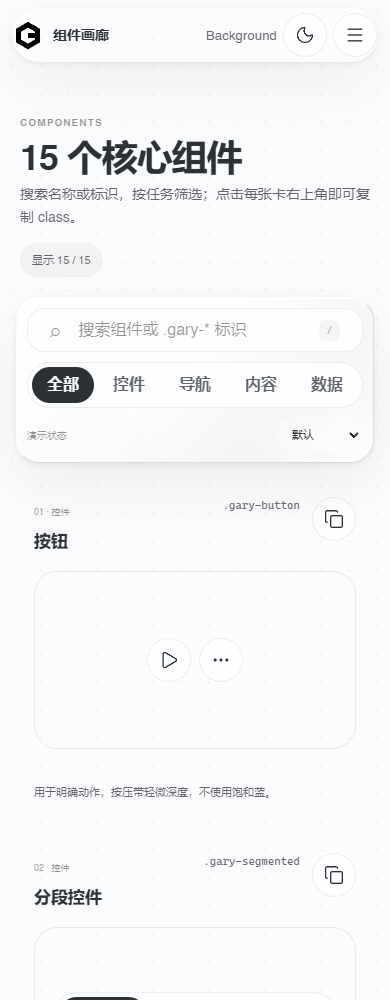 组件画廊
Background
COMPONENTS
15 个核心组件
搜索名称或标识，按任务筛选；点击每张卡右上角即可复
制 class。
显示 15 / 15
搜索组件或 .gary-* 标识
/
全部 控件 导航 内容 数据
演示状态
默认
01 · 控件
.gary-button
按钮
用于明确动作，按压带轻微深度，不使用饱和蓝。
02 · 控件
.gary-segmented
分段控件